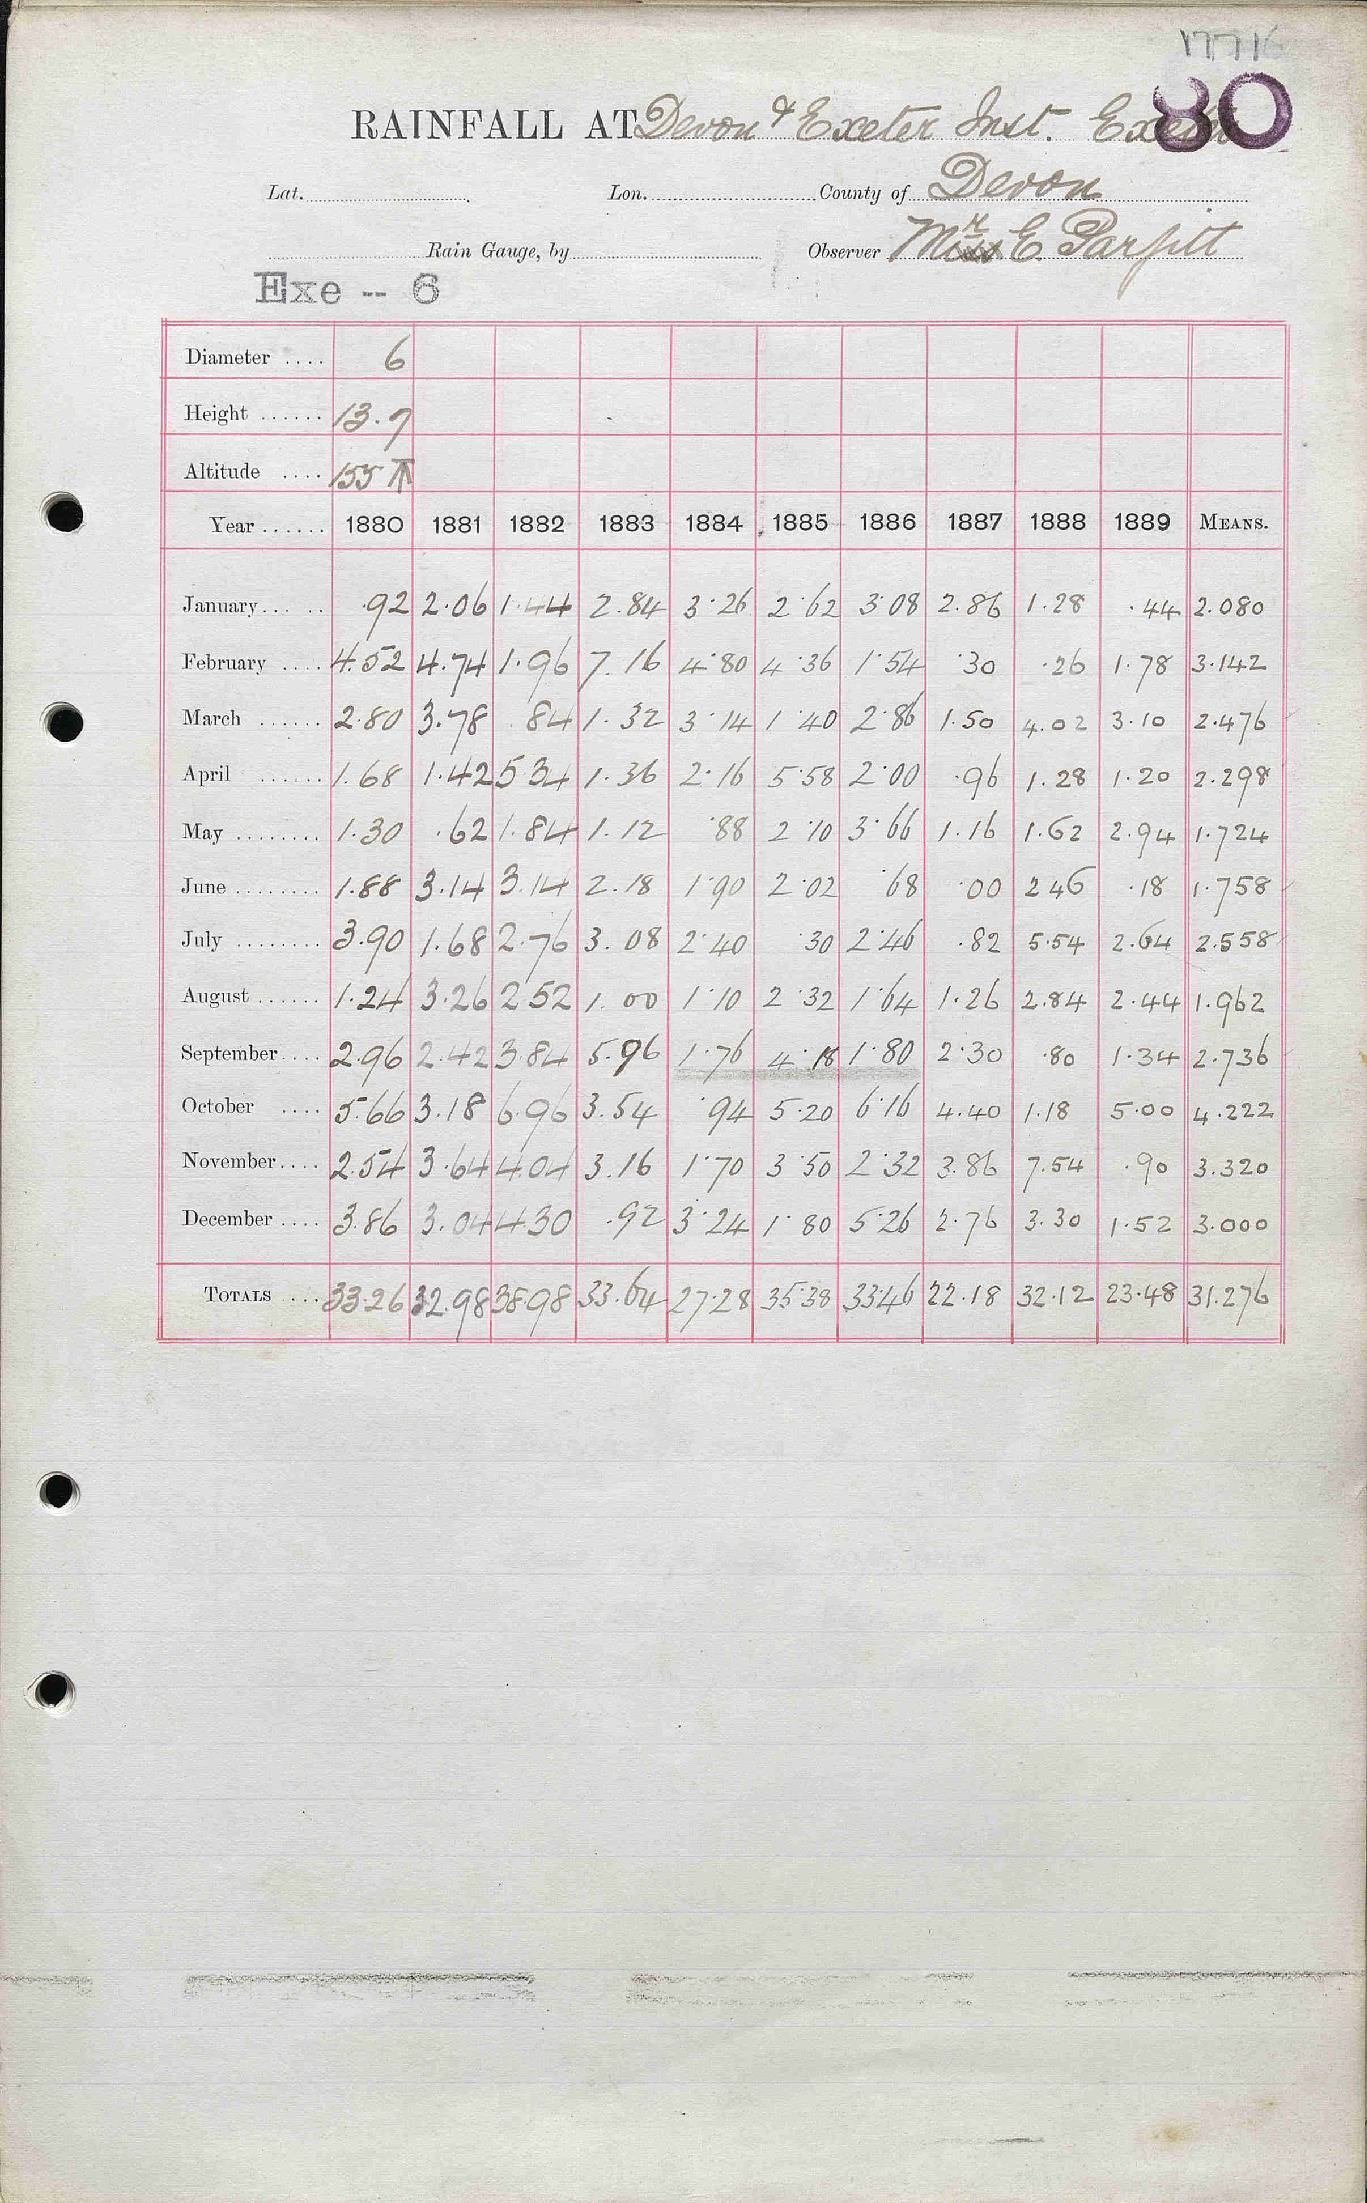 17716
80
RAINFALL AT Devon & Exeter Inst. Exeter
Lat. Lon. County of Devon
Rain Gauge, by Observer Mr E Parfitt
Exe -- 6
Diameter .... 6
Height ...... 13.7
Altitude .... 155
Year ...... 1880 1881 1882 1883 1884 1885 1886 1887 1888 1889 MEANS.
January ...... .92 2.06 1.44 2.84 3.26 2.62 3.08 2.86 1.28 .44 2.080
February .... 4.52 4.74 1.96 7.16 4.80 4.36 1.54 .30 .26 1.78 3.142
March ...... 2.80 3.78 84 1.32 3.14 1.40 2.86 1.50 4.02 3.10 2.476
April ...... 1.68 1.42 5 34 1.36 2.16 5.58 2.00 .96 1.28 1.20 2.298
May ........ 1.30 .62 1.84 1.12 .88 2.10 3.66 1.16 1.62 2.94 1.724
June ........ 1.88 3.14 3.14 2.18 1.90 2.02 .68 .00 2 46 .18 1.758
July ........ 3.90 1.68 2.76 3.08 2.40 .30 2.46 .82 5.54 2.64 2.558
August ...... 1.24 3.26 2 52 1.00 1.10 2.32 1.64 1.26 2.84 2.44 1.962
September .... 2.96 2.42 3.84 5.96 1.76 4.18 1.80 2.30 .80 1.34 2.736
October .... 5.66 3.18 6.96 3.54 .94 5.20 6.16 4.40 1.18 5.00 4.222
November .... 2.54 3.64 4.04 3.16 1.70 3.50 2.32 3.86 7.54 .90 3.320
December .... 3.86 3.04 4 30 .92 3.24 1.80 5.26 2.76 3.30 1.52 3.000
TOTALS .... 33.26 32.98 38.98 33.64 27.28 35.38 33.46 22.18 32.12 23.48 31.276